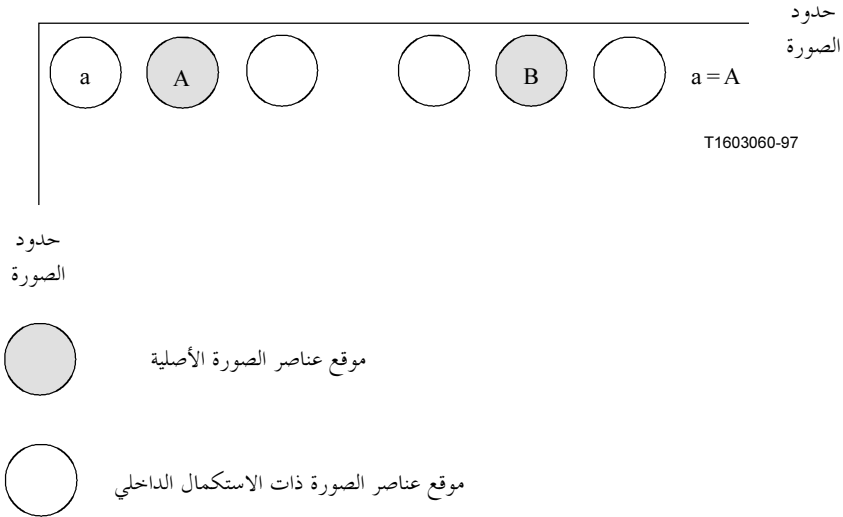 حدود
الصورة
a A B a = A
T1603060-97
حدود
الصورة
موقع عناصر الصورة الأصلية
موقع عناصر الصورة ذات الاستكمال الداخلي